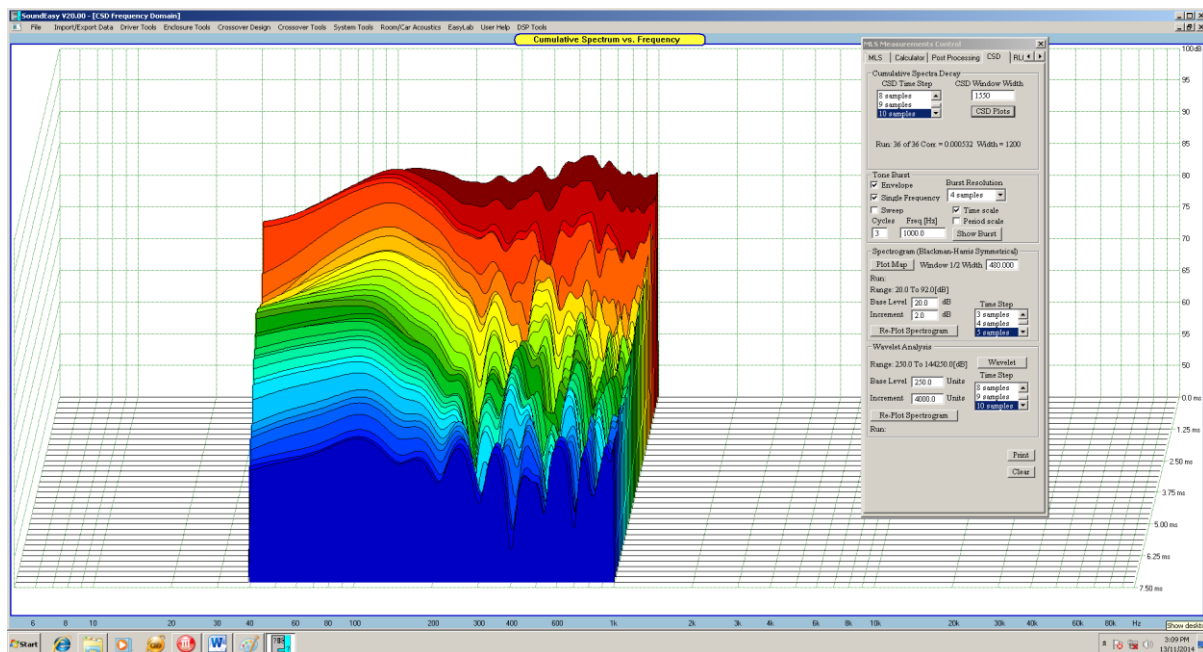 SoundEasy V20.00 - [CSD Frequency Domain]
File Import/Export Data Driver Tools Enclosure Tools Crossover Design Crossover Tools System Tools Room/Car Acoustics EasyLab User Help DSP Tools
Cumulative Spectrum vs. Frequency
100dB
95
90
85
80
75
70
65
60
55
50
0.0 ms
1.25 ms
2.50 ms
3.75 ms
5.00 ms
6.25 ms
7.50 ms
MLS Measurements Control
MLS Calculator Post Processing CSD
Cumulative Spectra Decay
CSD Time Step CSD Window Width
8 samples 1550
9 samples
10 samples CSD Plots
Run: 36 of 36 Corr. = 0.000532 Width = 1200
Tone Burst
Envelope Burst Resolution
Single Frequency 4 samples
Sweep Time scale
Cycles Freq [Hz] Period scale
3 1000.0 Show Burst
Spectrogram (Blackman-Harris Symmetrical)
Plot Map Window 1/2 Width 480.000
Run:
Range: 20.0 To 92.0[dB]
Base Level 20.0 dB Time Step
Increment 2.0 dB 3 samples
4 samples
Re-Plot Spectrogram 5 samples
Wavelet Analysis
Range: 250.0 To 144250.0[dB] Wavelet
Time Step
Base Level 250.0 Units 8 samples
Increment 4000.0 Units 9 samples
10 samples
Re-Plot Spectrogram
Run:
Print
Clear
6 8 10 20 30 40 60 80 100 200 300 400 600 1k 2k 3k 4k 6k 8k 10k 20k 30k 40k 60k 80k Hz
Show deskto
Start
3:09 PM
13/11/2014